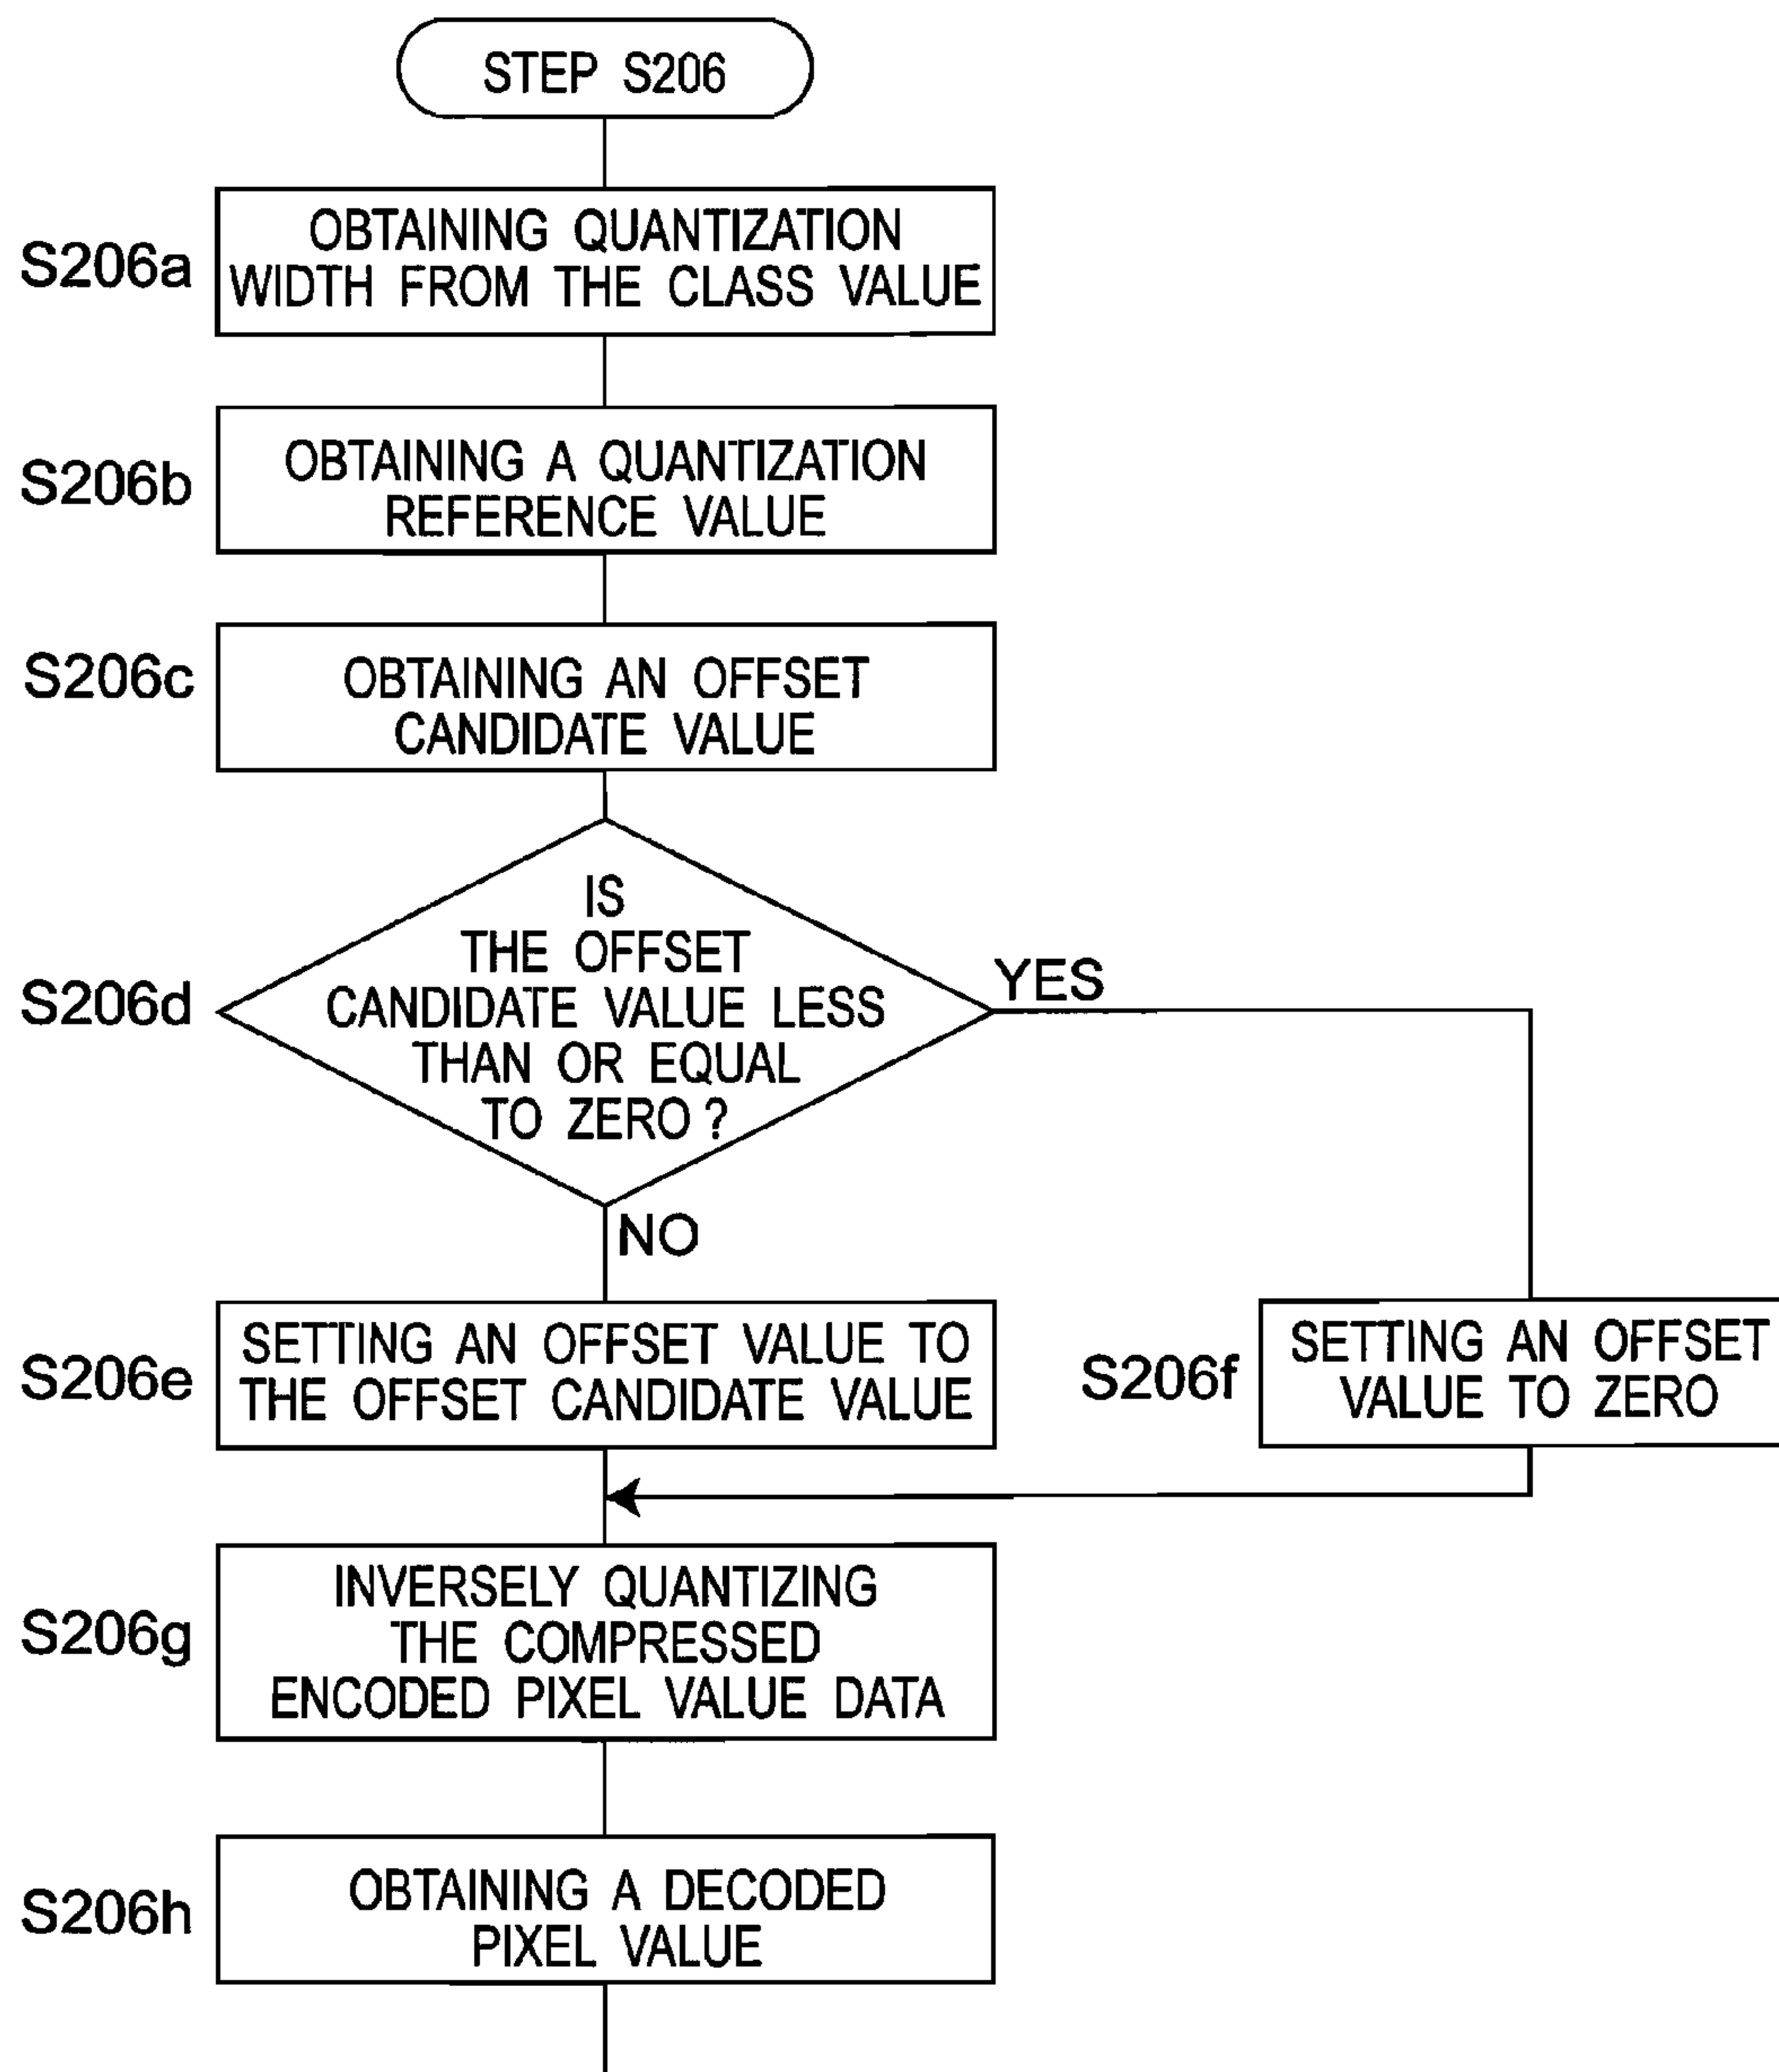 STEP S206
S206a
OBTAINING QUANTIZATION
WIDTH FROM THE CLASS VALUE
S206b
OBTAINING A QUANTIZATION
REFERENCE VALUE
S206c
OBTAINING AN OFFSET
CANDIDATE VALUE
S206d
IS
THE OFFSET
CANDIDATE VALUE LESS
THAN OR EQUAL
TO ZERO?
YES
NO
S206e
SETTING AN OFFSET VALUE TO
THE OFFSET CANDIDATE VALUE
S206f
SETTING AN OFFSET
VALUE TO ZERO
S206g
INVERSELY QUANTIZING
THE COMPRESSED
ENCODED PIXEL VALUE DATA
S206h
OBTAINING A DECODED
PIXEL VALUE